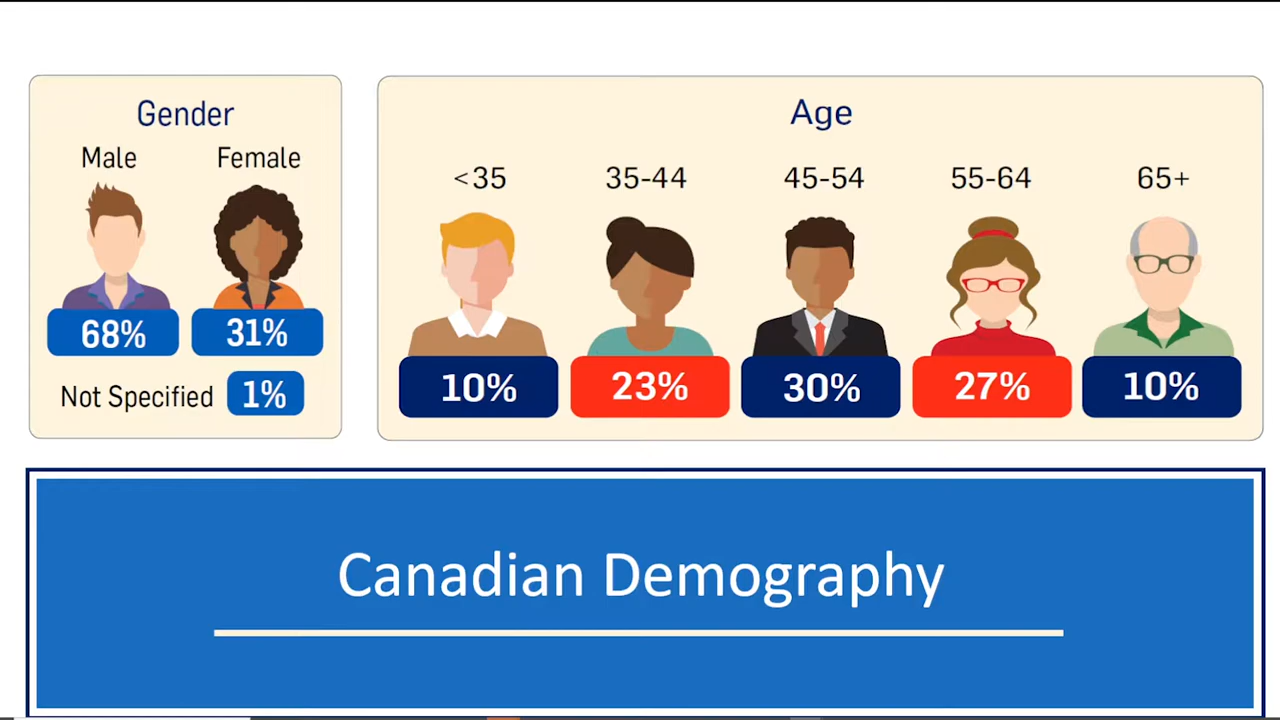 Gender
Male Female
68% 31%
Not Specified 1%
Age
<35 35-44 45-54 55-64 65+
10% 23% 30% 27% 10%
Canadian Demography